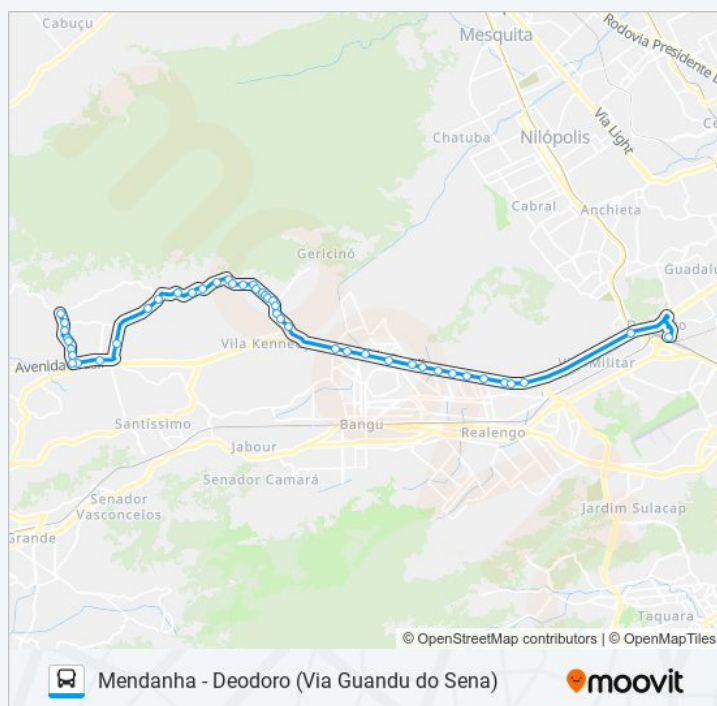 Cabuçu
Mesquita
Rodovia Presidente
Via Light
Chatuba
Nilópolis
Cabral
Anchieta
Gericinó
Guadalu
Vila Kenne
Avenida
Vila Militar
Santíssimo
Bangu
Realengo
Jabour
Senador Camará
Senador
Vasconcelos
Jardim Sulacap
Grande
Taquara
© OpenStreetMap contributors | © OpenMapTiles
Mendanha - Deodoro (Via Guandu do Sena)
moovit